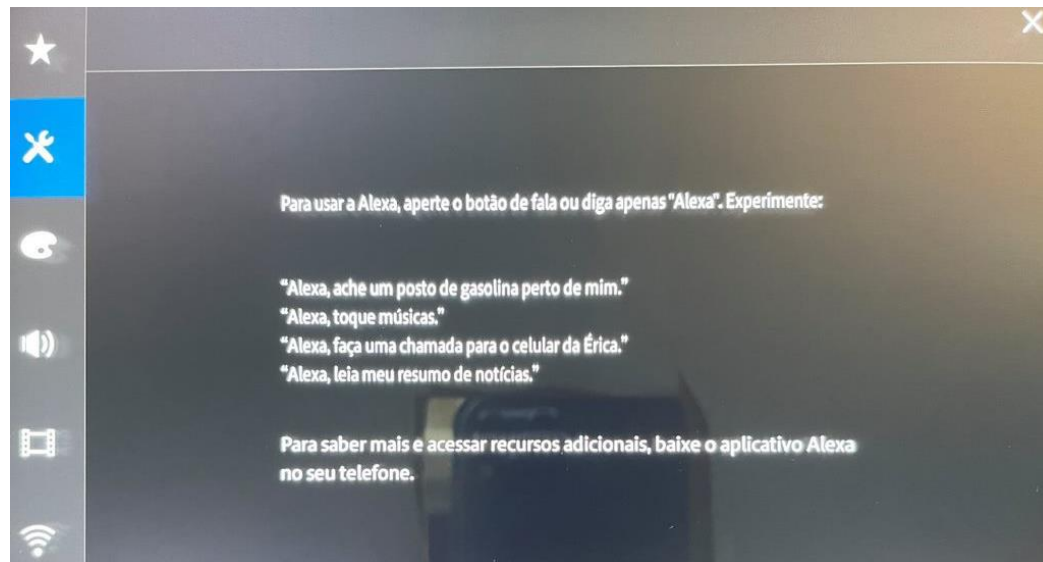 Para usar a Alexa, aperte o botão de fala ou diga apenas "Alexa". Experimente:
“Alexa, ache um posto de gasolina perto de mim.”
“Alexa, toque músicas.”
“Alexa, faça uma chamada para o celular da Érica.”
“Alexa, leia meu resumo de notícias.”
Para saber mais e acessar recursos adicionais, baixe o aplicativo Alexa
no seu telefone.